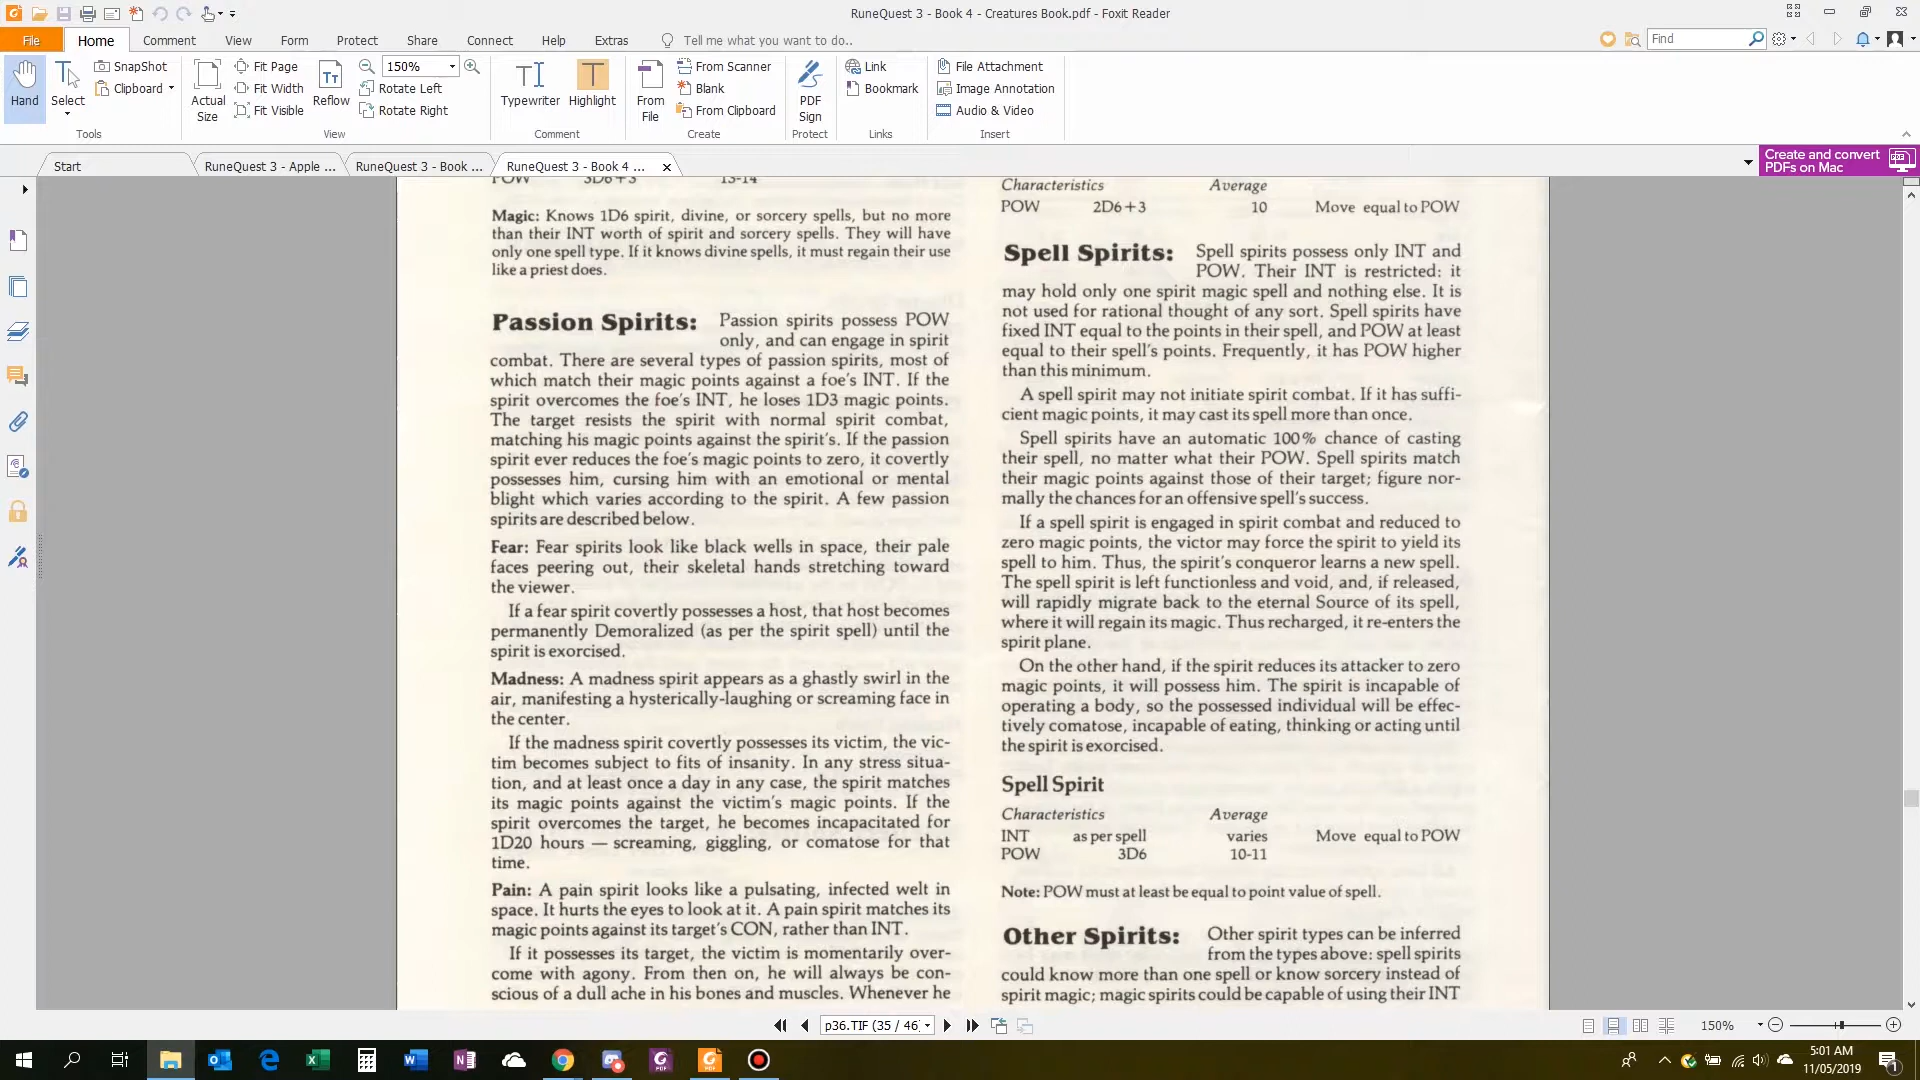 RuneQuest 3 - Book 4 - Creatures Book.pdf - Foxit Reader
File
Home
Comment
View
Form
Protect
Share
Connect
Help
Extras
Tell me what you want to do..
Find
Hand
Select
SnapShot
Clipboard
Tools
Actual
Size
Fit Page
Fit Width
Fit Visible
Reflow
150%
Rotate Left
Rotate Right
View
Typewriter
Highlight
Comment
From
File
From Scanner
Blank
From Clipboard
Create
PDF
Sign
Protect
Link
Bookmark
Links
File Attachment
Image Annotation
Audio & Video
Insert
Start
RuneQuest 3 - Apple ...
RuneQuest 3 - Book ...
RuneQuest 3 - Book 4 ...
Create and convert
PDFs on Mac
POW 3D6+3 13-14
Magic: Knows 1D6 spirit, divine, or sorcery spells, but no more
than their INT worth of spirit and sorcery spells. They will have
only one spell type. If it knows divine spells, it must regain their use
like a priest does.
Passion Spirits: Passion spirits possess POW
only, and can engage in spirit
combat. There are several types of passion spirits, most of
which match their magic points against a foe's INT. If the
spirit overcomes the foe's INT, he loses 1D3 magic points.
The target resists the spirit with normal spirit combat,
matching his magic points against the spirit's. If the passion
spirit ever reduces the foe's magic points to zero, it covertly
possesses him, cursing him with an emotional or mental
blight which varies according to the spirit. A few passion
spirits are described below.
Fear: Fear spirits look like black wells in space, their pale
faces peering out, their skeletal hands stretching toward
the viewer.
If a fear spirit covertly possesses a host, that host becomes
permanently Demoralized (as per the spirit spell) until the
spirit is exorcised.
Madness: A madness spirit appears as a ghastly swirl in the
air, manifesting a hysterically-laughing or screaming face in
the center.
If the madness spirit covertly possesses its victim, the vic-
tim becomes subject to fits of insanity. In any stress situa-
tion, and at least once a day in any case, the spirit matches
its magic points against the victim's magic points. If the
spirit overcomes the target, he becomes incapacitated for
1D20 hours — screaming, giggling, or comatose for that
time.
Pain: A pain spirit looks like a pulsating, infected welt in
space. It hurts the eyes to look at it. A pain spirit matches its
magic points against its target's CON, rather than INT.
If it possesses its target, the victim is momentarily over-
come with agony. From then on, he will always be con-
scious of a dull ache in his bones and muscles. Whenever he
Characteristics Average
POW 2D6+3 10 Move equal to POW
Spell Spirits: Spell spirits possess only INT and
POW. Their INT is restricted: it
may hold only one spirit magic spell and nothing else. It is
not used for rational thought of any sort. Spell spirits have
fixed INT equal to the points in their spell, and POW at least
equal to their spell's points. Frequently, it has POW higher
than this minimum.
A spell spirit may not initiate spirit combat. If it has suffi-
cient magic points, it may cast its spell more than once.
Spell spirits have an automatic 100% chance of casting
their spell, no matter what their POW. Spell spirits match
their magic points against those of their target; figure nor-
mally the chances for an offensive spell's success.
If a spell spirit is engaged in spirit combat and reduced to
zero magic points, the victor may force the spirit to yield its
spell to him. Thus, the spirit's conqueror learns a new spell.
The spell spirit is left functionless and void, and, if released,
will rapidly migrate back to the eternal Source of its spell,
where it will regain its magic. Thus recharged, it re-enters the
spirit plane.
On the other hand, if the spirit reduces its attacker to zero
magic points, it will possess him. The spirit is incapable of
operating a body, so the possessed individual will be effec-
tively comatose, incapable of eating, thinking or acting until
the spirit is exorcised.
Spell Spirit
Characteristics Average
INT as per spell varies Move equal to POW
POW 3D6 10-11
Note: POW must at least be equal to point value of spell.
Other Spirits: Other spirit types can be inferred
from the types above: spell spirits
could know more than one spell or know sorcery instead of
spirit magic; magic spirits could be capable of using their INT
p36.TIF (35 / 46)
150%
5:01 AM
11/05/2019